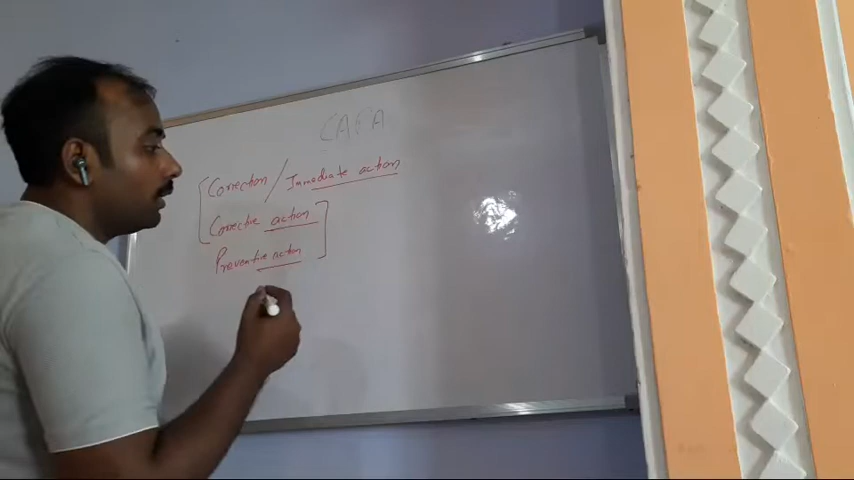 CAPA
Correction / Immediate action
Corrective action
Preventive action